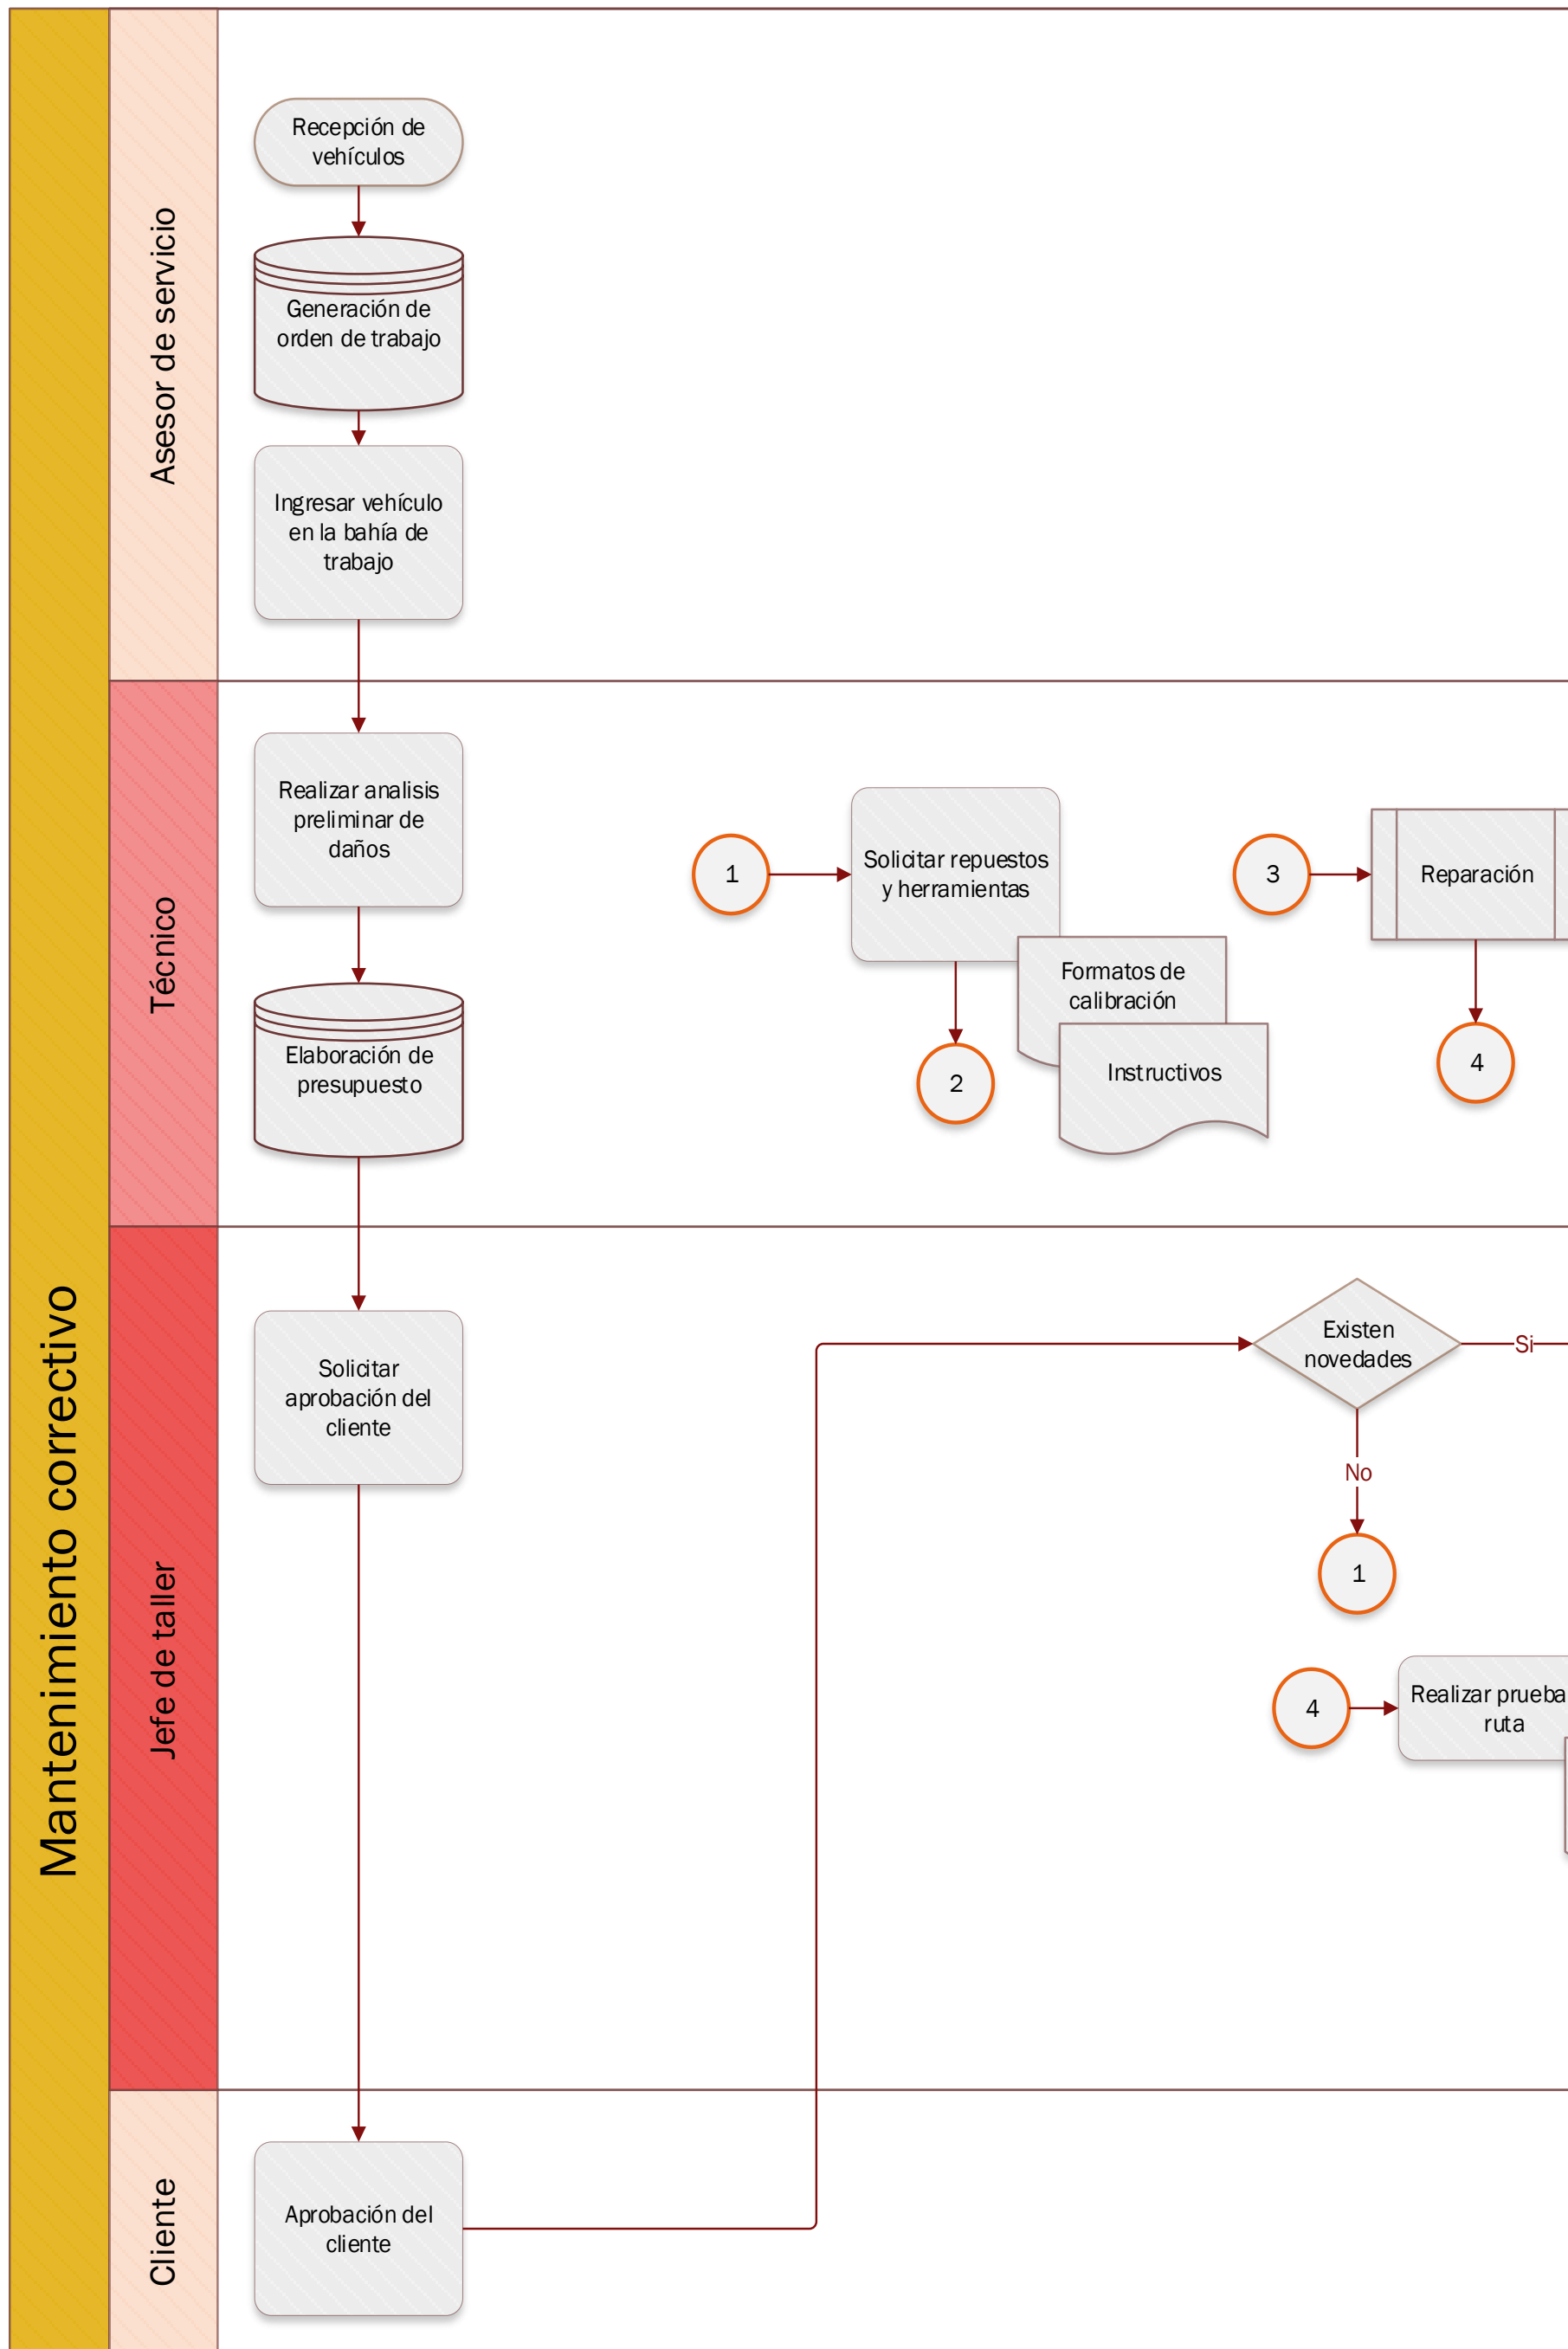 Mantenimiento correctivo
Asesor de servicio
Recepción de
vehículos
Generación de
orden de trabajo
Ingresar vehículo
en la bahía de
trabajo
Técnico
Realizar analisis
preliminar de
daños
Elaboración de
presupuesto
1
Solicitar repuestos
y herramientas
Formatos de
calibración
Instructivos
2
3
Reparación
4
Jefe de taller
Solicitar
aprobación del
cliente
Existen
novedades
Si
No
1
4
Realizar prueba
ruta
Cliente
Aprobación del
cliente